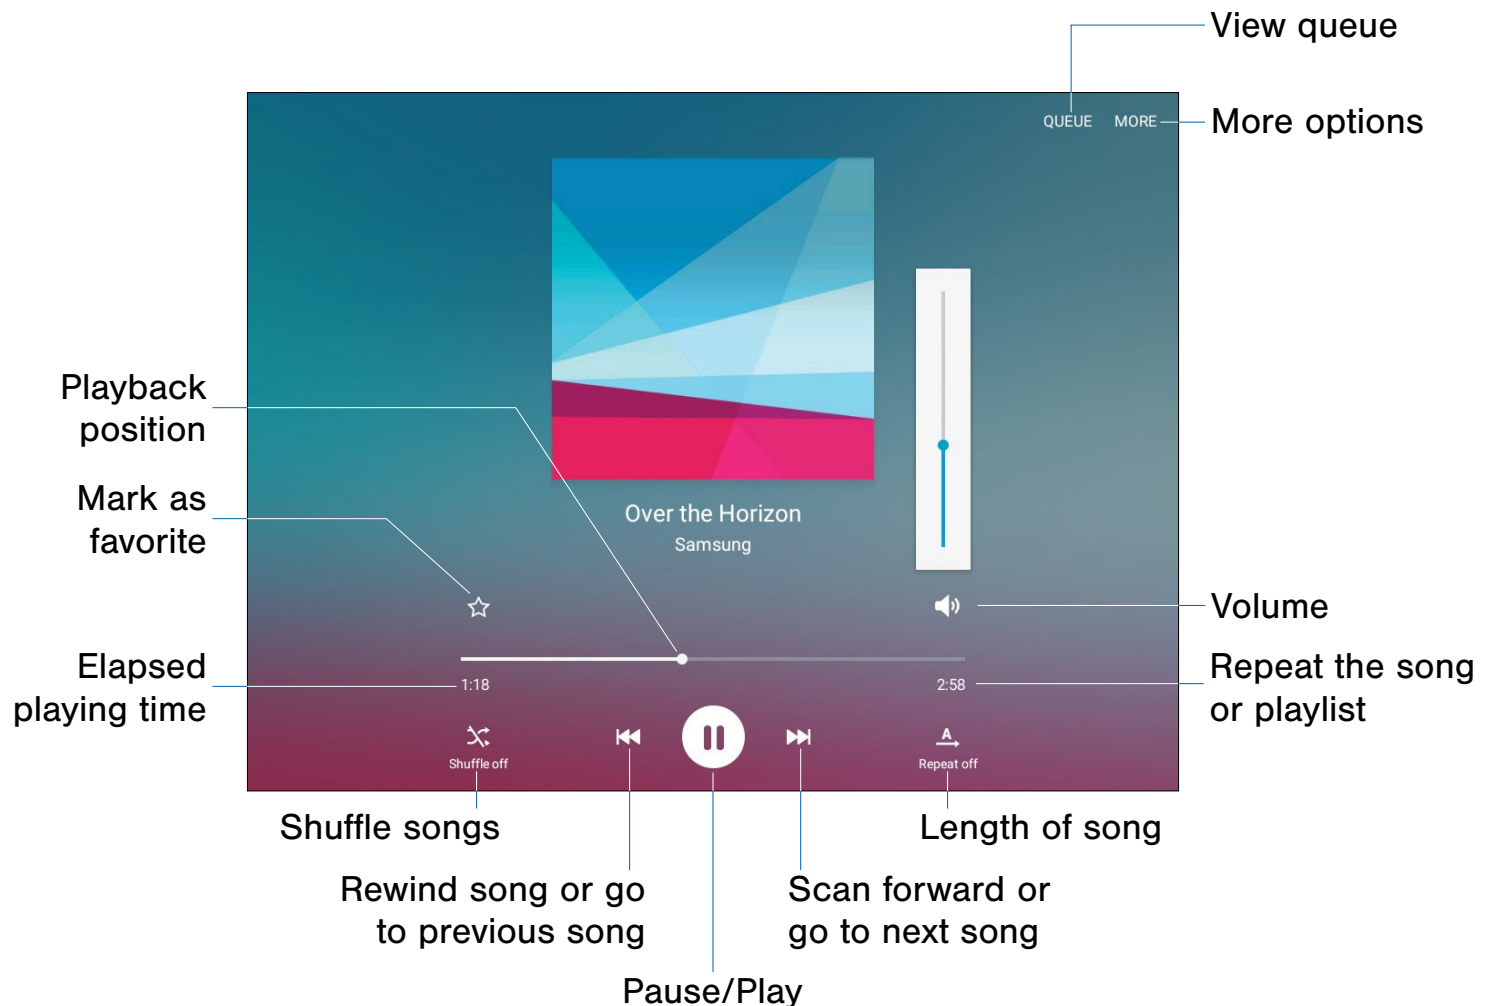 View queue
QUEUE MORE
More options
Playback
position
Mark as
favorite
Over the Horizon
Samsung
Volume
Elapsed
playing time
1:18
2:58
Repeat the song
or playlist
Shuffle off
Repeat off
Shuffle songs
Length of song
Rewind song or go
to previous song
Scan forward or
go to next song
Pause/Play